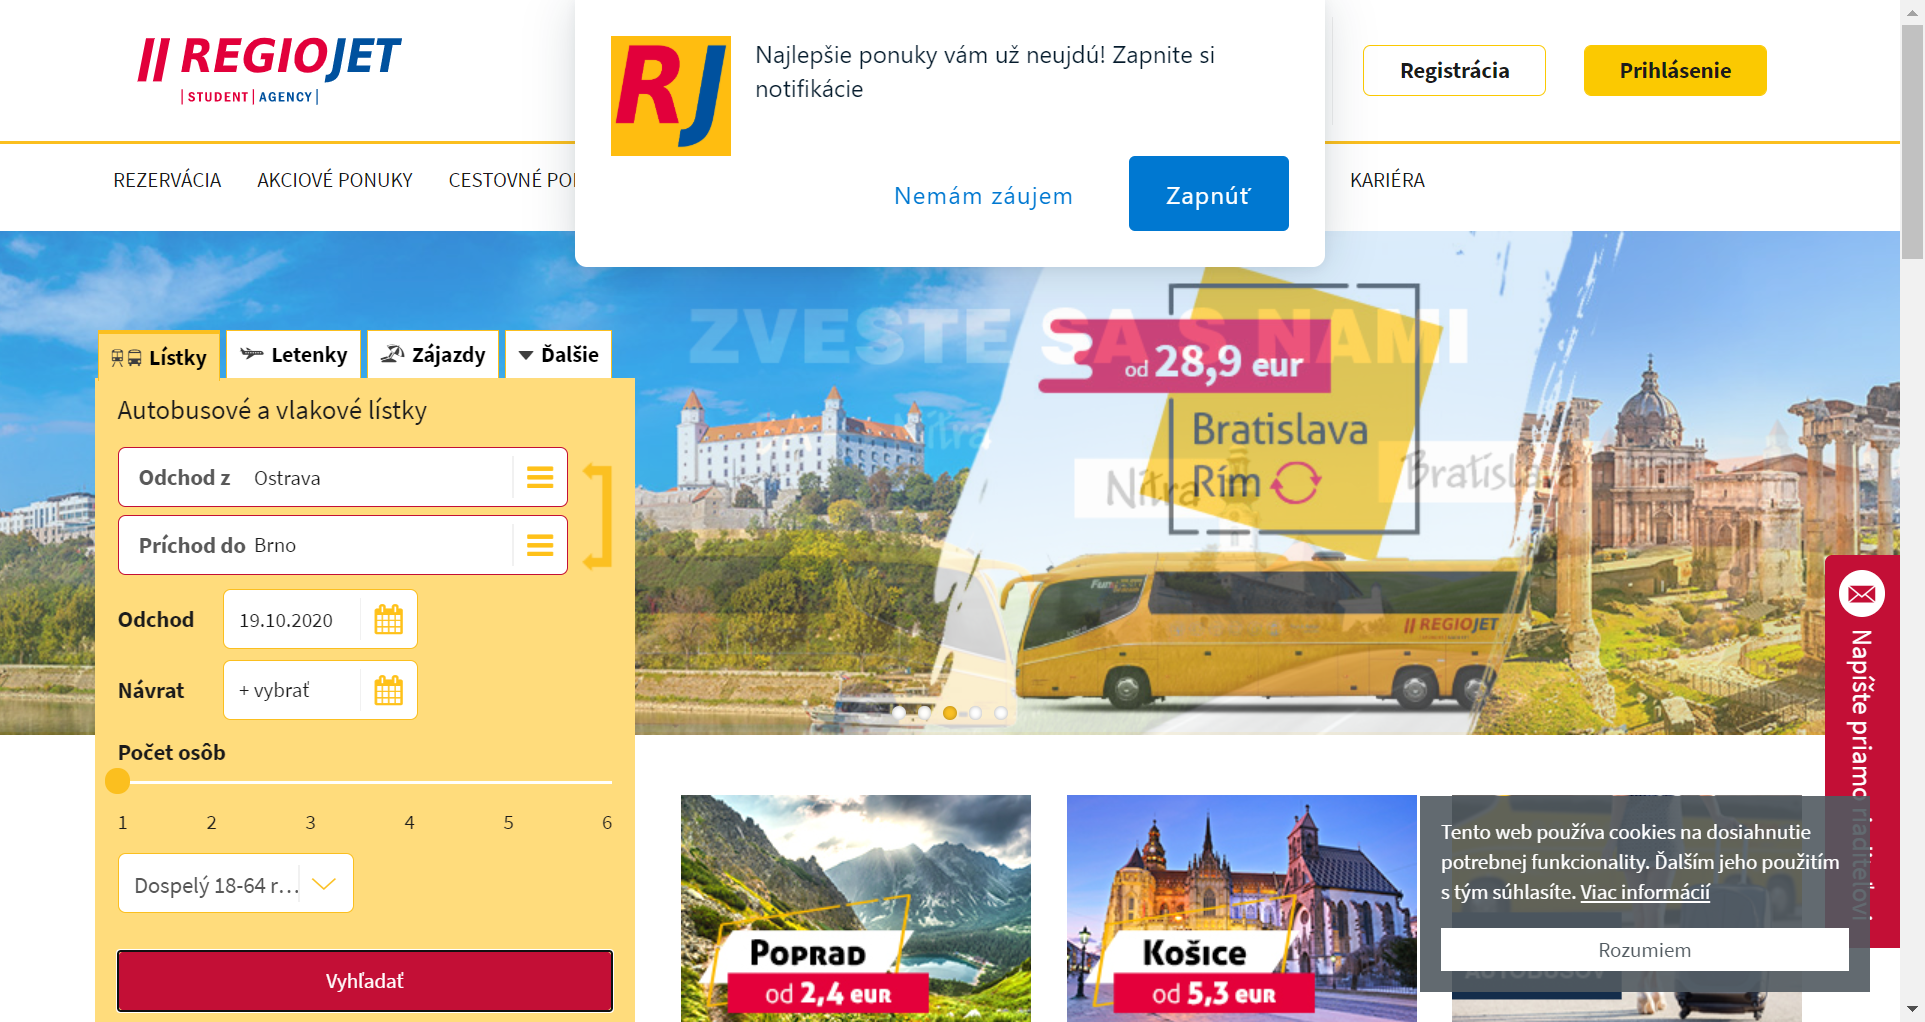 REGIOJET
STUDENT AGENCY
RJ
Najlepšie ponuky vám už neujdú! Zapnite si
notifikácie
Nemám záujem
Zapnúť
Registrácia
Prihlásenie
REZERVÁCIA
AKCIOVÉ PONUKY
CESTOVNÉ
KARIÉRA
ZVESTE SA S NAMI
od 28,9 eur
Bratislava
Rím
Nitra
Bratislava
REGIOJET
Lístky
Letenky
Zájazdy
Ďalšie
Autobusové a vlakové lístky
Odchod z Ostrava
Príchod do Brno
Odchod 19.10.2020
Návrat + vybrať
Počet osôb
1 2 3 4 5 6
Dospelý 18-64 r...
Vyhľadať
POPRAD
od 2,4 EUR
Košice
od 5,3 EUR
Napíšte priamo riaditeľovi
Tento web používa cookies na dosiahnutie
potrebnej funkcionality. Ďalším jeho použitím
s tým súhlasíte. Viac informácií
Rozumiem
AUTOBUSOV